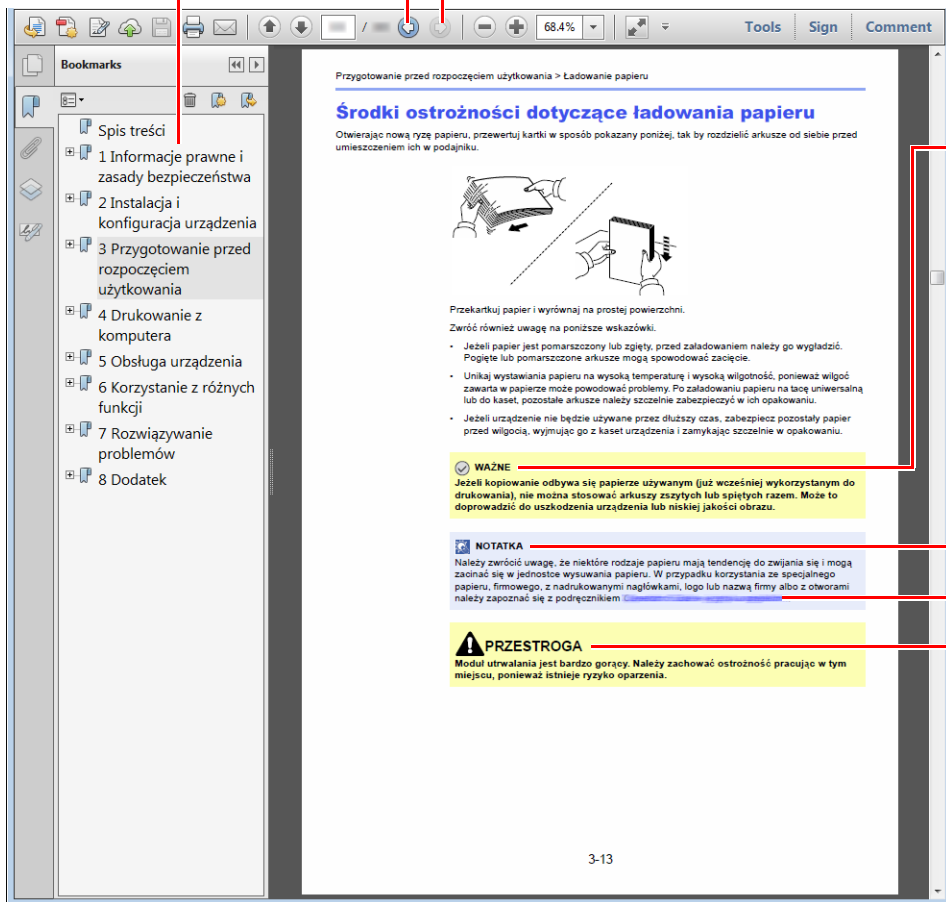 /
68.4%
Tools
Sign
Comment
Bookmarks
Spis treści
1 Informacje prawne i
zasady bezpieczeństwa
2 Instalacja i
konfiguracja urządzenia
3 Przygotowanie przed
rozpoczęciem
użytkowania
4 Drukowanie z
komputera
5 Obsługa urządzenia
6 Korzystanie z różnych
funkcji
7 Rozwiązywanie
problemów
8 Dodatek
Przygotowanie przed rozpoczęciem użytkowania > Ładowanie papieru
Środki ostrożności dotyczące ładowania papieru
Otwierając nową ryzę papieru, przewertuj kartki w sposób pokazany poniżej, tak by rozdzielić arkusze od siebie przed
umieszczeniem ich w podajniku.
Przekartkuj papier i wyrównaj na prostej powierzchni.
Zwróć również uwagę na poniższe wskazówki.
• Jeżeli papier jest pomarszczony lub zgięty, przed załadowaniem należy go wygładzić.
Pogięte lub pomarszczone arkusze mogą spowodować zacięcie.
• Unikaj wystawiania papieru na wysoką temperaturę i wysoką wilgotność, ponieważ wilgoć
zawarta w papierze może powodować problemy. Po załadowaniu papieru na tacę uniwersalną
lub do kaset, pozostałe arkusze należy szczelnie zabezpieczyć w ich opakowaniu.
• Jeżeli urządzenie nie będzie używane przez dłuższy czas, zabezpiecz pozostały papier
przed wilgocią, wyjmując go z kaset urządzenia i zamykając szczelnie w opakowaniu.
WAŻNE
Jeżeli kopiowanie odbywa się papierze używanym (już wcześniej wykorzystanym do
drukowania), nie można stosować arkuszy zszytych lub spiętych razem. Może to
doprowadzić do uszkodzenia urządzenia lub niskiej jakości obrazu.
NOTATKA
Należy zwrócić uwagę, że niektóre rodzaje papieru mają tendencję do zwijania się i mogą
zacinać się w jednostce wysuwania papieru. W przypadku korzystania ze specjalnego
papieru, firmowego, z nadrukowanymi nagłówkami, logo lub nazwą firmy albo z otworami
należy zapoznać się z podręcznikiem
PRZESTROGA
Moduł utrwalania jest bardzo gorący. Należy zachować ostrożność pracując w tym
miejscu, ponieważ istnieje ryzyko oparzenia.
3-13